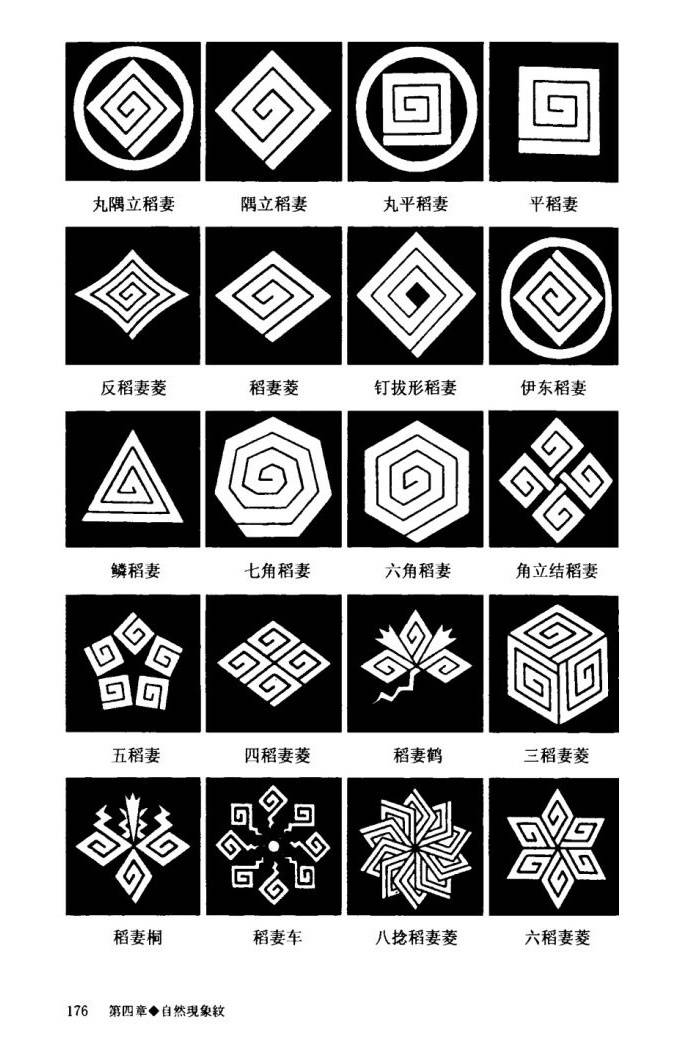 丸隅立稻妻 隅立稻妻 丸平稻妻 平稻妻
反稻妻菱 稻妻菱 钉拔形稻妻 伊东稻妻
鳞稻妻 七角稻妻 六角稻妻 角立结稻妻
五稻妻 四稻妻菱 稻妻鹤 三稻妻菱
稻妻桐 稻妻车 八捻稻妻菱 六稻妻菱
176 第四章◆自然現象紋